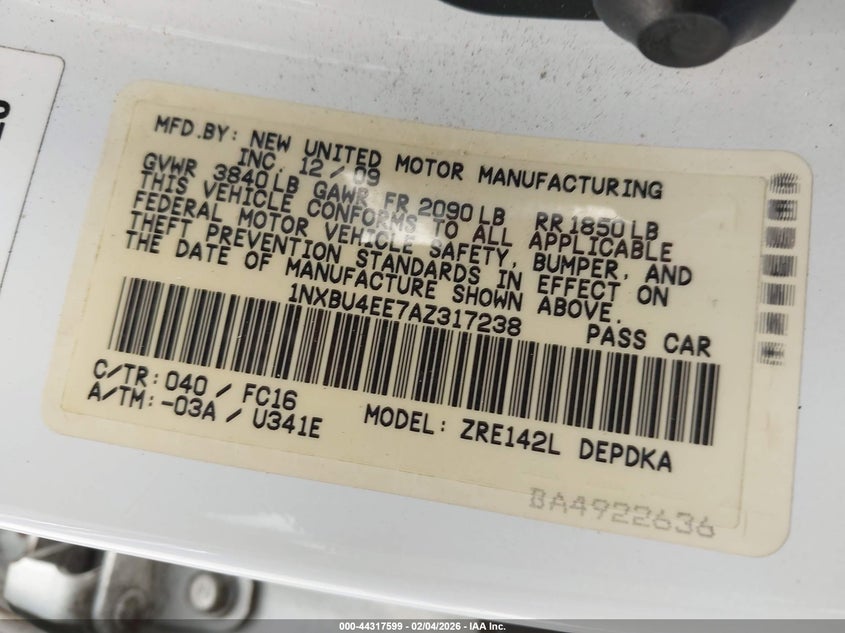 MFD.BY: NEW UNITED MOTOR MANUFACTURING
INC. 12/09
GVWR 3840LB GAWR FR 2090LB RR 1850LB
THIS VEHICLE CONFORMS TO ALL APPLICABLE
FEDERAL MOTOR VEHICLE SAFETY, BUMPER, AND
THEFT PREVENTION STANDARDS IN EFFECT ON
THE DATE OF MANUFACTURE SHOWN ABOVE.
1NXBU4EE7AZ317238 PASS CAR
C/TR: 040 / FC16
A/TM: -03A / U341E MODEL: ZRE142L DEPDKA
BA4922636
000-44317599 - 02/04/2026 - IAA Inc.